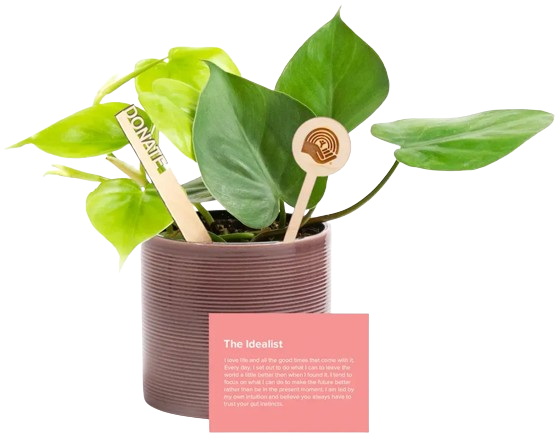 DONATE
The Idealist
I love life and all the good times that come with it.
Every day, I set out to do what I can to leave the
world a little better then when I found it. I tend to
focus on what I can do to make the future better
rather than be in the present moment. I am led by
my own intuition and believe you always have to
trust your gut instincts.